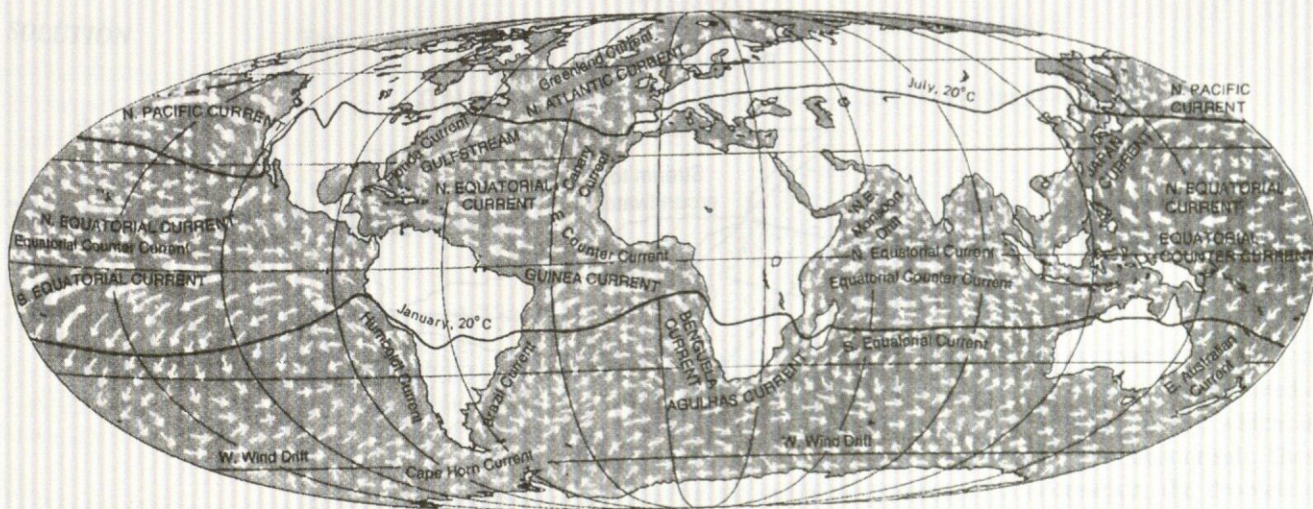 Greenland Current
N. ATLANTIC CURRENT
July, 20°C
N. PACIFIC CURRENT
N. PACIFIC
CURRENT
Current
GULFSTREAM
Canary
Current
JAPAN
CURRENT
N. EQUATORIAL
CURRENT
N.E.
Monsoon
Drift
N. EQUATORIAL
CURRENT
N. EQUATORIAL CURRENT
Equatorial Counter Current
Counter Current
N. Equatorial Current
EQUATORIAL
COUNTER CURRENT
S. EQUATORIAL CURRENT
GUINEA CURRENT
Equatorial Counter Current
January, 20°C
Humbolot Current
Brazil Current
BENGUELA
CURRENT
S. Equatorial Current
AGULHAS CURRENT
E. Australian
Current
W. Wind Drift
Cape Horn Current
W. Wind Drift